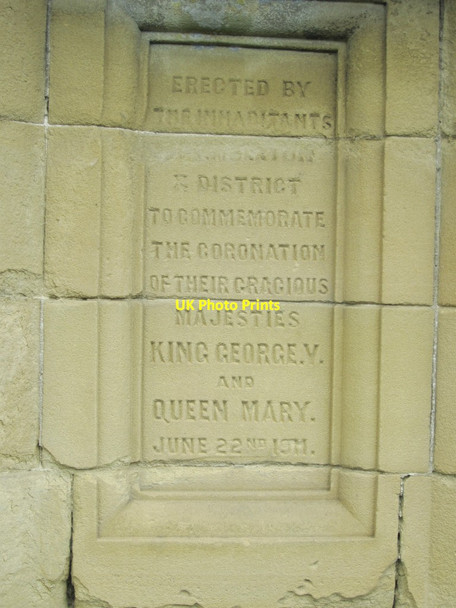 ERECTED BY
THE INHABITANTS
& DISTRICT
TO COMMEMORATE
THE CORONATION
OF THEIR GRACIOUS
UK Photo Prints
MAJESTIES
KING GEORGE.V.
AND
QUEEN MARY.
JUNE 22ND 1911.